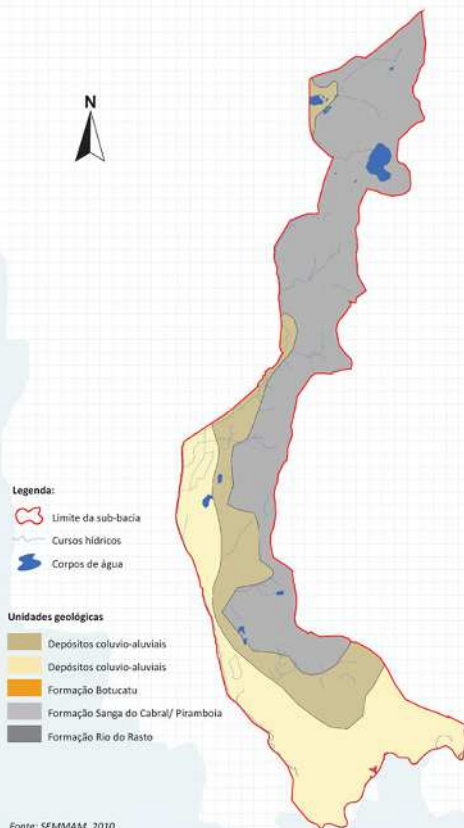 N
Legenda:
Limite da sub-bacia
Cursos hídricos
Corpos de água
Unidades geológicas
Depósitos coluvio-aluviais
Depósitos coluvio-aluviais
Formação Botucatu
Formação Sanga do Cabral/ Piramboia
Formação Rio do Rasto
Fonte: SEMMAM, 2010